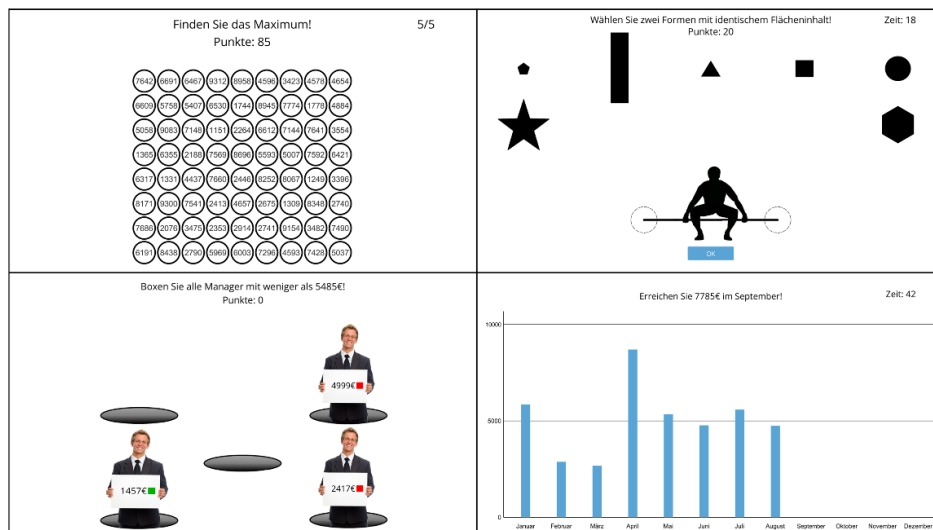 Finden Sie das Maximum!
5/5
Punkte: 85
7642 6691 6467 9312 8958 4596 3423 4578 4654
6609 5758 5407 6530 1744 8945 7774 1778 4884
5058 9083 7148 1151 2264 6612 7144 7641 3554
1365 6355 2188 7569 8696 5593 5007 7592 6421
6317 1331 4437 7660 2446 8252 8067 1249 3396
8171 9300 7541 2413 4657 2675 1309 8348 2740
7686 2076 3475 2353 2914 2741 9154 3482 7490
6191 8438 2790 5969 6003 7296 4593 7428 5037
Wählen Sie zwei Formen mit identischem Flächeninhalt!
Zeit: 18
Punkte: 20
OK
Boxen Sie alle Manager mit weniger als 5485€!
Punkte: 0
4999€
1457€
2417€
Erreichen Sie 7785€ im September!
Zeit: 42
10000
5000
0
Januar Februar März April Mai Juni Juli August September Oktober November Dezember